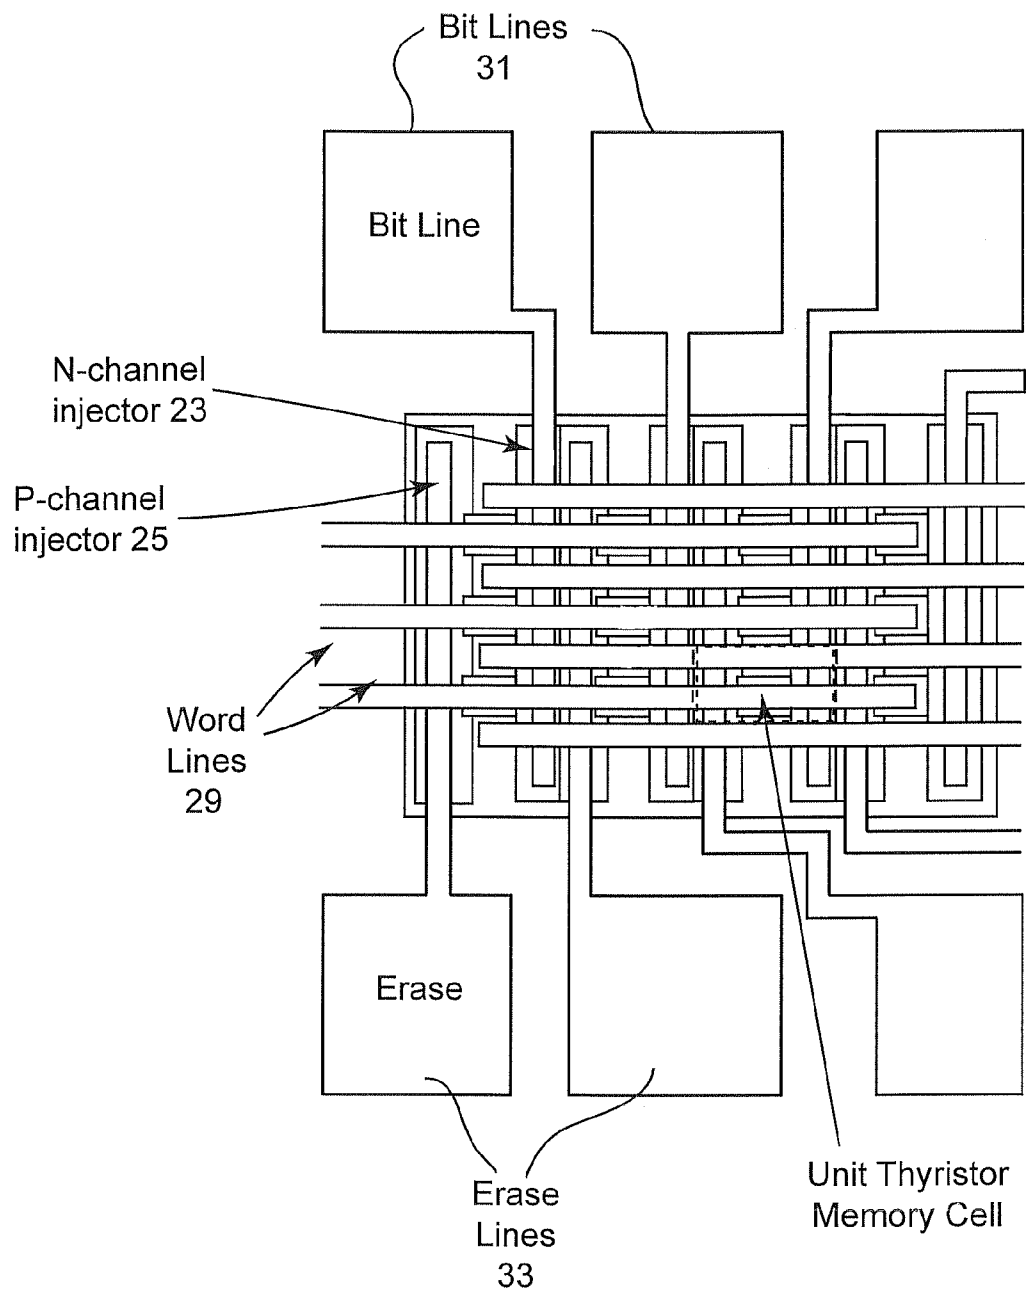 Bit Lines
31
Bit Line
N-channel
injector 23
P-channel
injector 25
Word
Lines
29
Erase
Erase
Lines
33
Unit Thyristor
Memory Cell